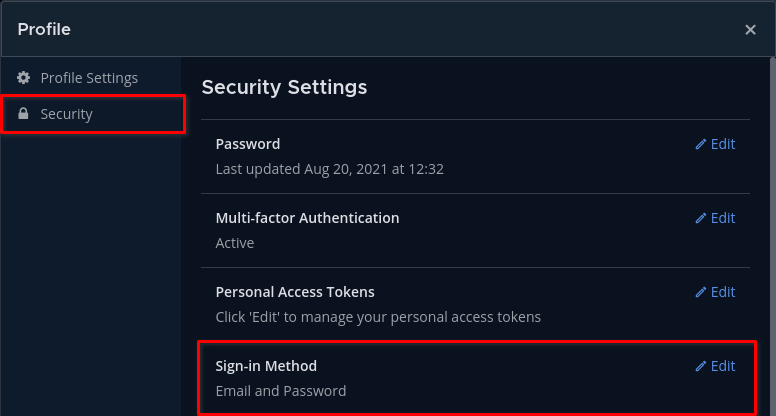 Profile
Profile Settings
Security
Security Settings
Password
Edit
Last updated Aug 20, 2021 at 12:32
Multi-factor Authentication
Edit
Active
Personal Access Tokens
Edit
Click 'Edit' to manage your personal access tokens
Sign-in Method
Edit
Email and Password